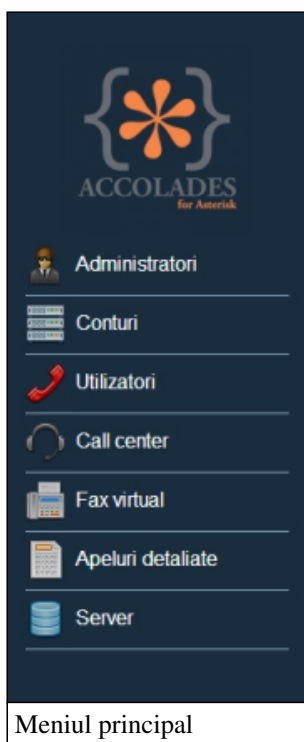 ACCOLADES
for Asterisk
Administratori
Conturi
Utilizatori
Call center
Fax virtual
Apeluri detaliate
Server
Meniul principal